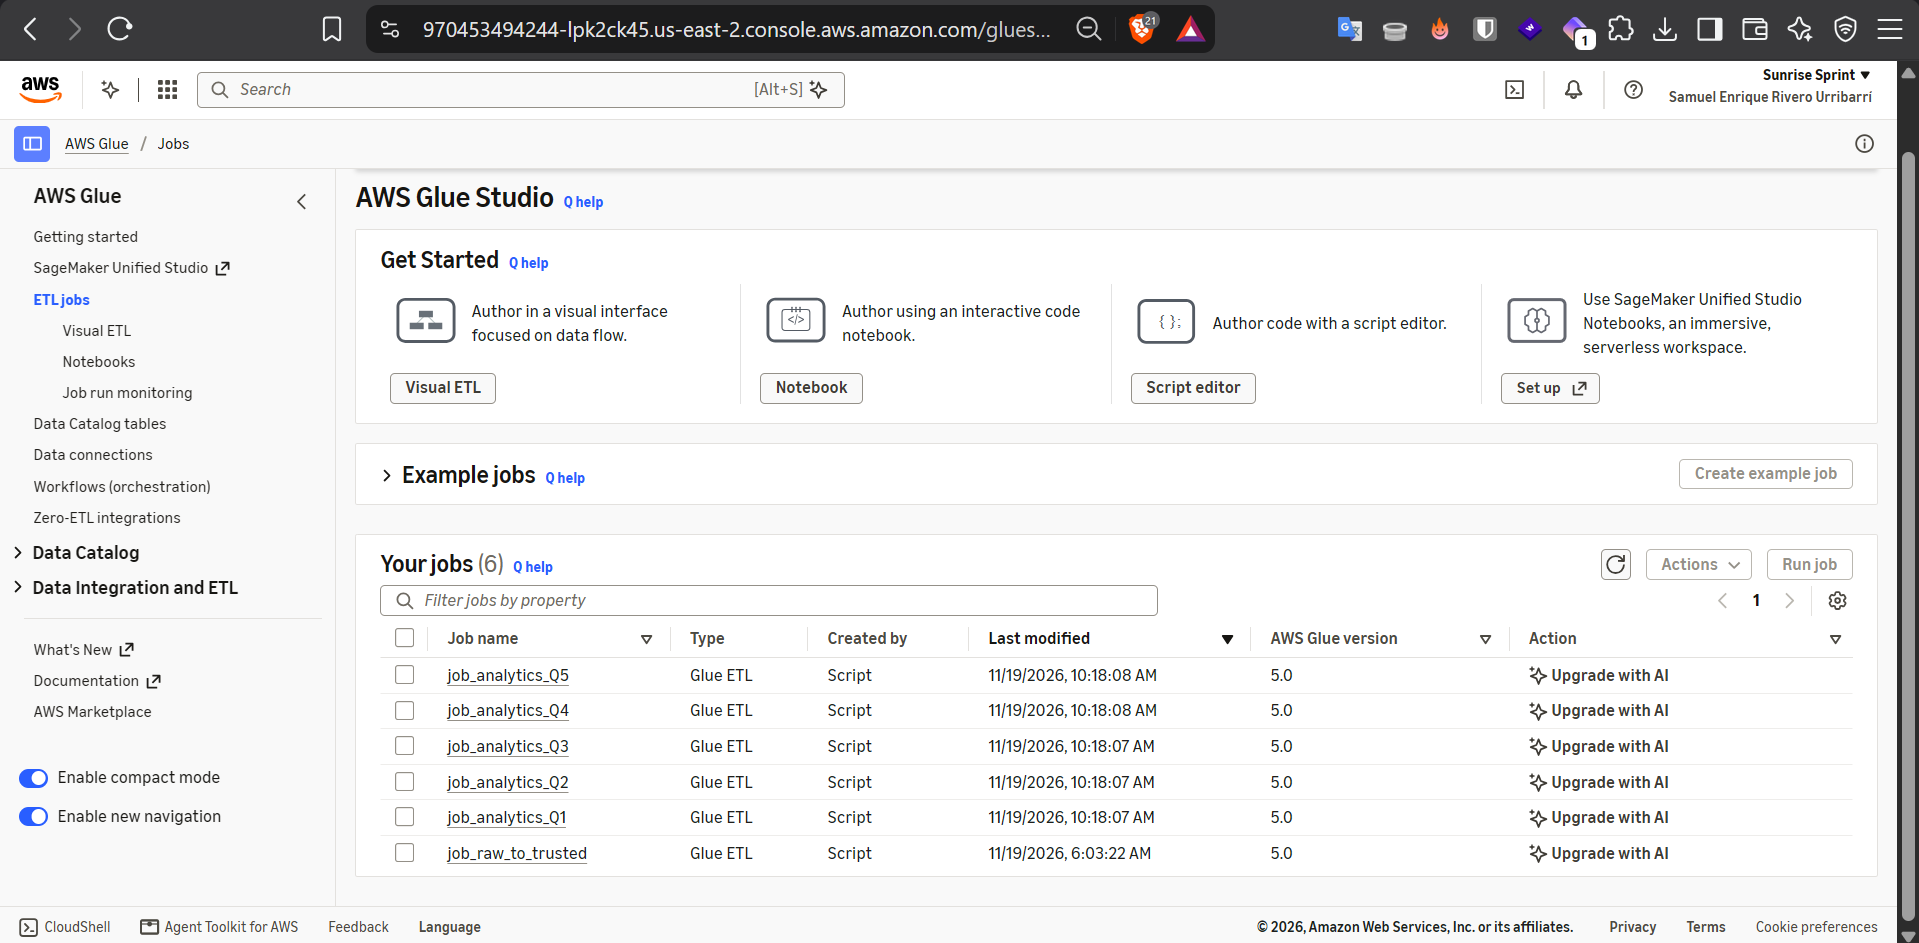 970453494244-lpk2ck45.us-east-2.console.aws.amazon.com/glues...
21
1
aws
Search
[Alt+S]
Sunrise Sprint ▼
Samuel Enrique Rivero Urribarrí
AWS Glue / Jobs
AWS Glue
Getting started
SageMaker Unified Studio
ETL jobs
Visual ETL
Notebooks
Job run monitoring
Data Catalog tables
Data connections
Workflows (orchestration)
Zero-ETL integrations
Data Catalog
Data Integration and ETL
What's New
Documentation
AWS Marketplace
Enable compact mode
Enable new navigation
AWS Glue Studio Q help
Get Started Q help
Author in a visual interface
focused on data flow.
Visual ETL
Author using an interactive code
notebook.
Notebook
Author code with a script editor.
Script editor
Use SageMaker Unified Studio
Notebooks, an immersive,
serverless workspace.
Set up
Example jobs Q help
Create example job
Your jobs (6) Q help
Actions
Run job
Filter jobs by property
1
Job name Type Created by Last modified AWS Glue version Action
job_analytics_Q5 Glue ETL Script 11/19/2026, 10:18:08 AM 5.0 Upgrade with AI
job_analytics_Q4 Glue ETL Script 11/19/2026, 10:18:08 AM 5.0 Upgrade with AI
job_analytics_Q3 Glue ETL Script 11/19/2026, 10:18:07 AM 5.0 Upgrade with AI
job_analytics_Q2 Glue ETL Script 11/19/2026, 10:18:07 AM 5.0 Upgrade with AI
job_analytics_Q1 Glue ETL Script 11/19/2026, 10:18:07 AM 5.0 Upgrade with AI
job_raw_to_trusted Glue ETL Script 11/19/2026, 6:03:22 AM 5.0 Upgrade with AI
CloudShell Agent Toolkit for AWS Feedback Language © 2026, Amazon Web Services, Inc. or its affiliates. Privacy Terms Cookie preferences